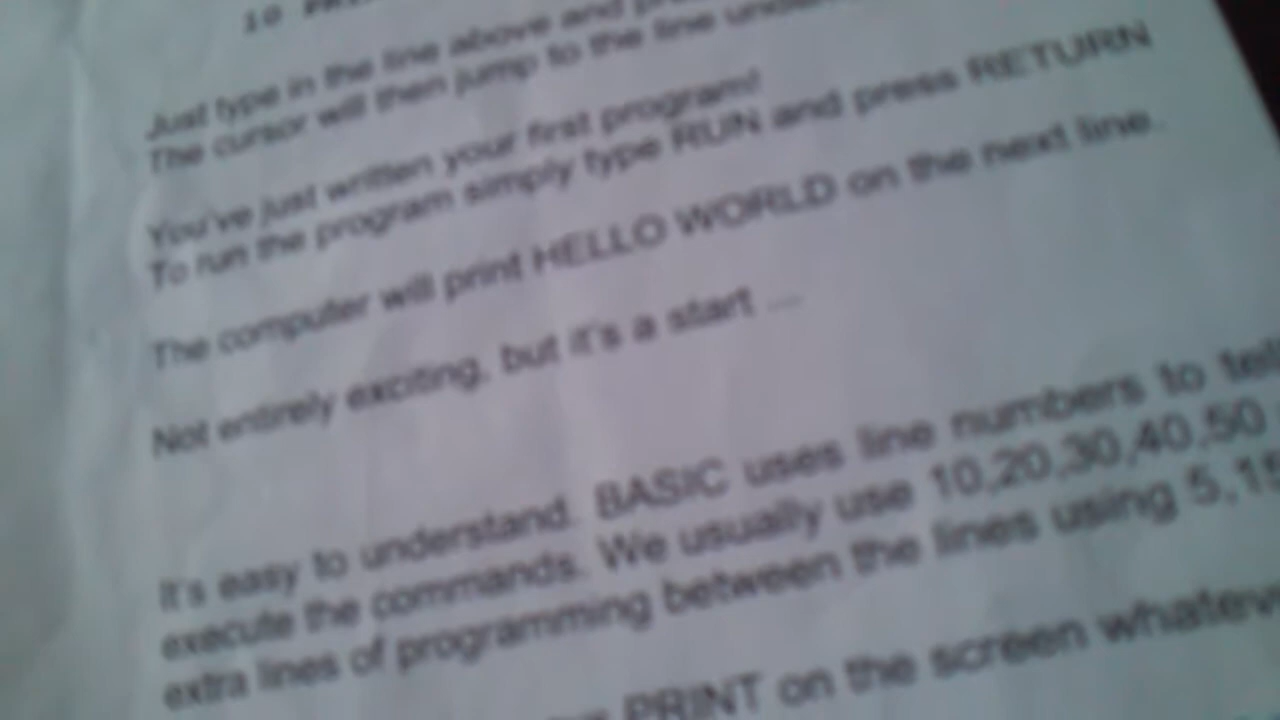 10
Just type in the line above and
The cursor will then jump to the line
You've just written your first program!
To run the program simply type RUN and press RETURN
The computer will print HELLO WORLD on the next line.
Not entirely exciting, but it's a start ...
It's easy to understand. BASIC uses line numbers to tell
execute the commands. We usually use 10,20,30,40,50
extra lines of programming between the lines using 5,15
PRINT on the screen